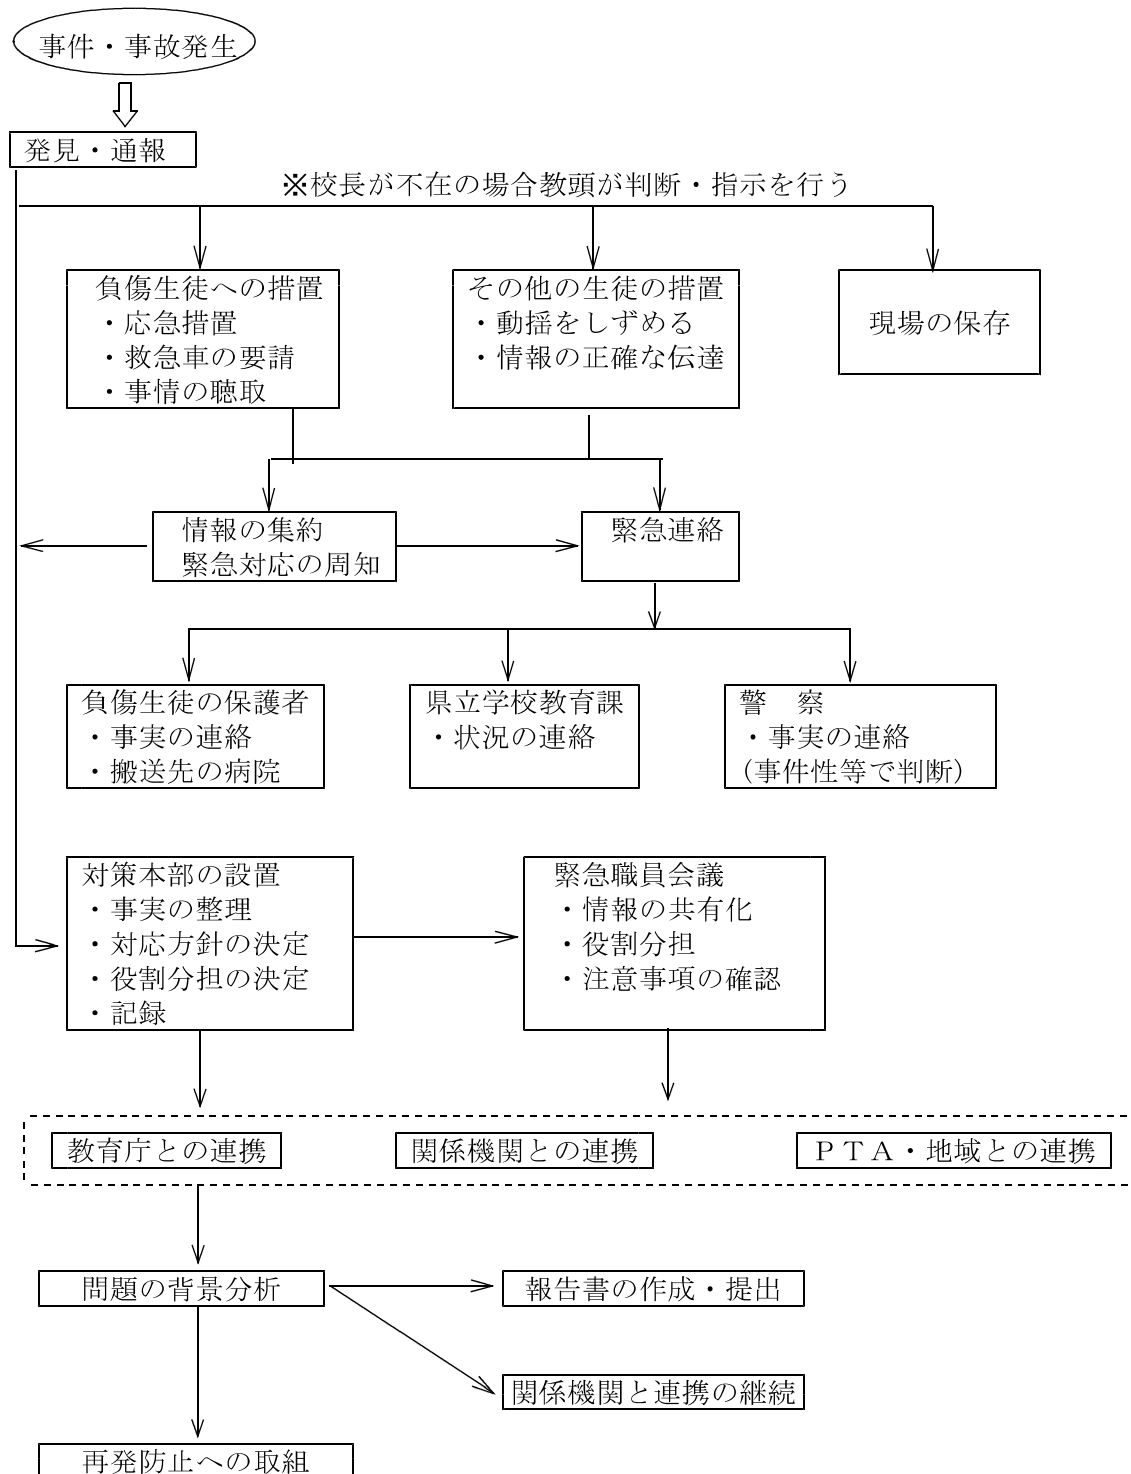 事件・事故発生
発見・通報
※校長が不在の場合教頭が判断・指示を行う
負傷生徒への措置
・応急措置
・救急車の要請
・事情の聴取
その他の生徒の措置
・動揺をしずめる
・情報の正確な伝達
現場の保存
情報の集約
緊急対応の周知
緊急連絡
負傷生徒の保護者
・事実の連絡
・搬送先の病院
県立学校教育課
・状況の連絡
警　察
・事実の連絡
（事件性等で判断）
対策本部の設置
・事実の整理
・対応方針の決定
・役割分担の決定
・記録
緊急職員会議
・情報の共有化
・役割分担
・注意事項の確認
教育庁との連携
関係機関との連携
ＰＴＡ・地域との連携
問題の背景分析
報告書の作成・提出
関係機関と連携の継続
再発防止への取組